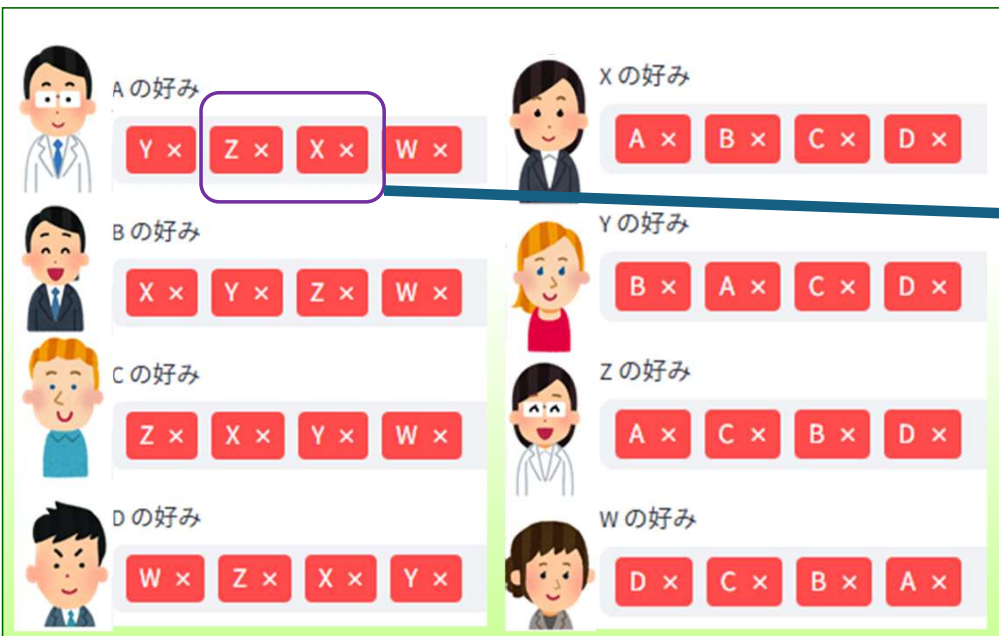 A の好み
Y × Z × X × W ×
B の好み
X × Y × Z × W ×
C の好み
Z × X × Y × W ×
D の好み
W × Z × X × Y ×
X の好み
A × B × C × D ×
Y の好み
B × A × C × D ×
Z の好み
A × C × B × D ×
W の好み
D × C × B × A ×